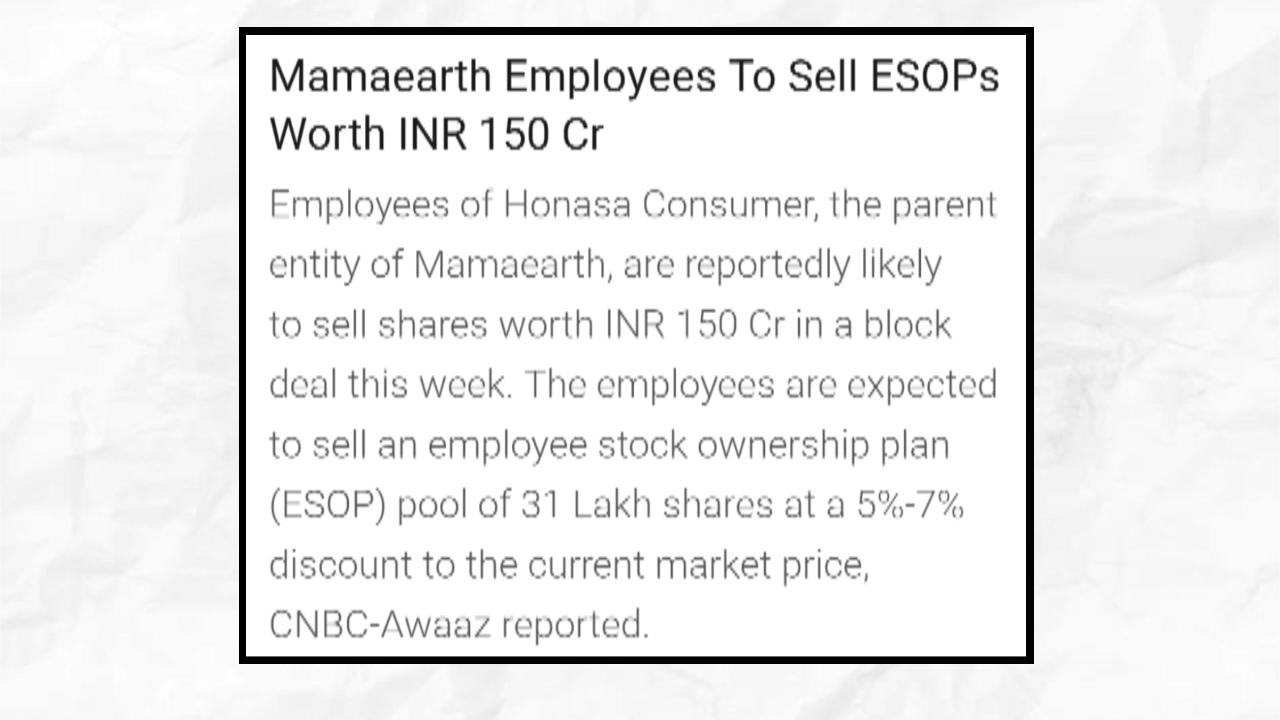 Mamaearth Employees To Sell ESOPs
Worth INR 150 Cr
Employees of Honasa Consumer, the parent
entity of Mamaearth, are reportedly likely
to sell shares worth INR 150 Cr in a block
deal this week. The employees are expected
to sell an employee stock ownership plan
(ESOP) pool of 31 Lakh shares at a 5%-7%
discount to the current market price,
CNBC-Awaaz reported.